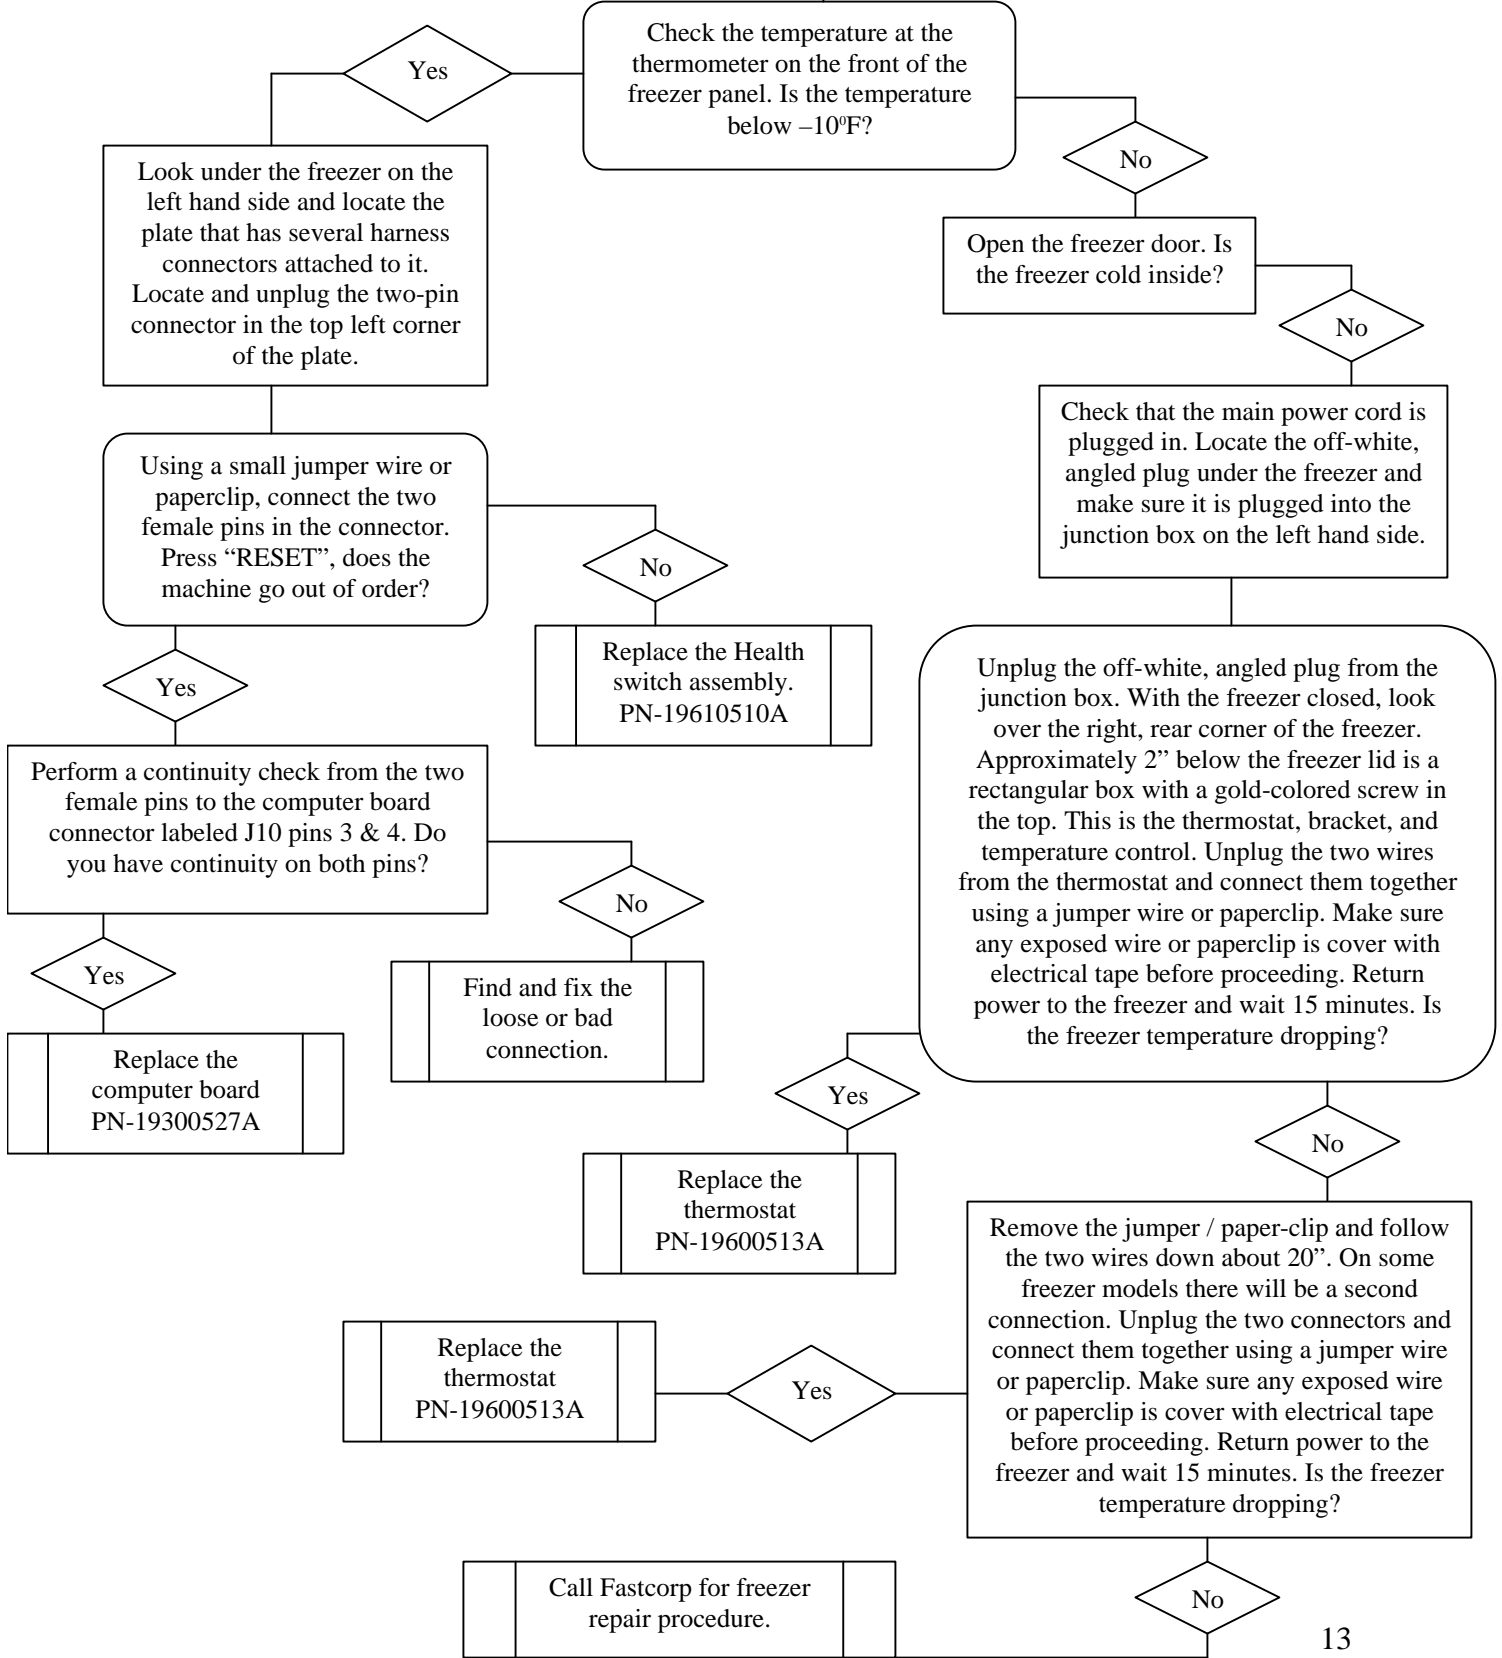 Check the temperature at the
thermometer on the front of the
freezer panel. Is the temperature
below –10⁰F?
Yes
No
Look under the freezer on the
left hand side and locate the
plate that has several harness
connectors attached to it.
Locate and unplug the two-pin
connector in the top left corner
of the plate.
Open the freezer door. Is
the freezer cold inside?
No
Check that the main power cord is
plugged in. Locate the off-white,
angled plug under the freezer and
make sure it is plugged into the
junction box on the left hand side.
Using a small jumper wire or
paperclip, connect the two
female pins in the connector.
Press “RESET”, does the
machine go out of order?
No
Replace the Health
switch assembly.
PN-19610510A
Yes
Unplug the off-white, angled plug from the
junction box. With the freezer closed, look
over the right, rear corner of the freezer.
Approximately 2” below the freezer lid is a
rectangular box with a gold-colored screw in
the top. This is the thermostat, bracket, and
temperature control. Unplug the two wires
from the thermostat and connect them together
using a jumper wire or paperclip. Make sure
any exposed wire or paperclip is cover with
electrical tape before proceeding. Return
power to the freezer and wait 15 minutes. Is
the freezer temperature dropping?
Perform a continuity check from the two
female pins to the computer board
connector labeled J10 pins 3 & 4. Do
you have continuity on both pins?
No
Yes
Find and fix the
loose or bad
connection.
Replace the
computer board
PN-19300527A
Yes
No
Replace the
thermostat
PN-19600513A
Remove the jumper / paper-clip and follow
the two wires down about 20”. On some
freezer models there will be a second
connection. Unplug the two connectors and
connect them together using a jumper wire
or paperclip. Make sure any exposed wire
or paperclip is cover with electrical tape
before proceeding. Return power to the
freezer and wait 15 minutes. Is the freezer
temperature dropping?
Yes
Replace the
thermostat
PN-19600513A
No
Call Fastcorp for freezer
repair procedure.
13